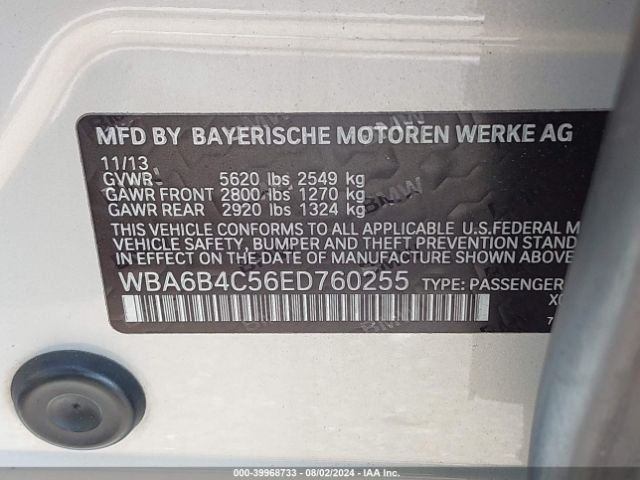 MFD BY BAYERISCHE MOTOREN WERKE AG
11/13
GVWR 5620 lbs 2549 kg
GAWR FRONT 2800 lbs 1270 kg
GAWR REAR 2920 lbs 1324 kg
THIS VEHICLE CONFORMS TO ALL APPLICABLE U.S.FEDERAL
VEHICLE SAFETY, BUMPER AND THEFT PREVENTION STAND
IN EFFECT ON THE DATE OF MANUFACTURE SHOWN ABOVE.
WBA6B4C56ED760255 TYPE: PASSENGER
000-39968733 - 08/02/2024 - IAAI.COM